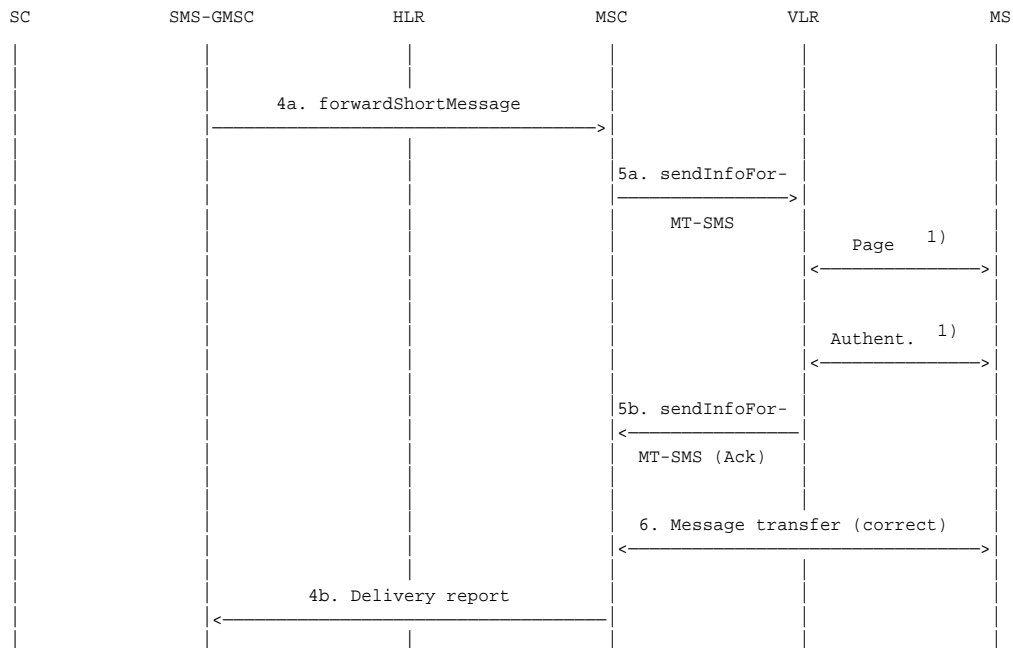 SC SMS-GMSC HLR MSC VLR MS
4a. forwardShortMessage
5a. sendInfoFor-
MT-SMS
Page 1)
Authent. 1)
5b. sendInfoFor-
MT-SMS (Ack)
6. Message transfer (correct)
4b. Delivery report